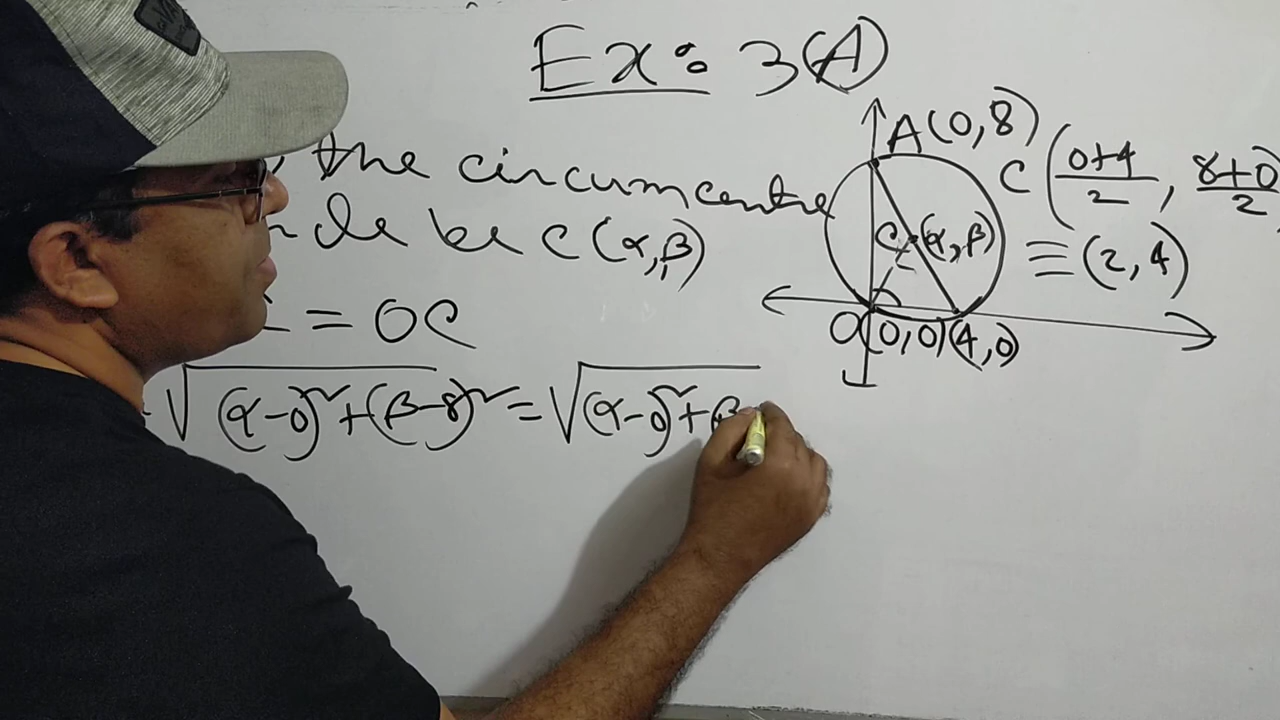 Ex: 3(A)
the circumcentre
be C(α,β)
= OC
√(α-0)²+(β-8)² = √(α-0)²+(β
A(0,8)
C(0+4/2, 8+0/2)
C(α,β)
≡(2,4)
O(0,0)(4,0)